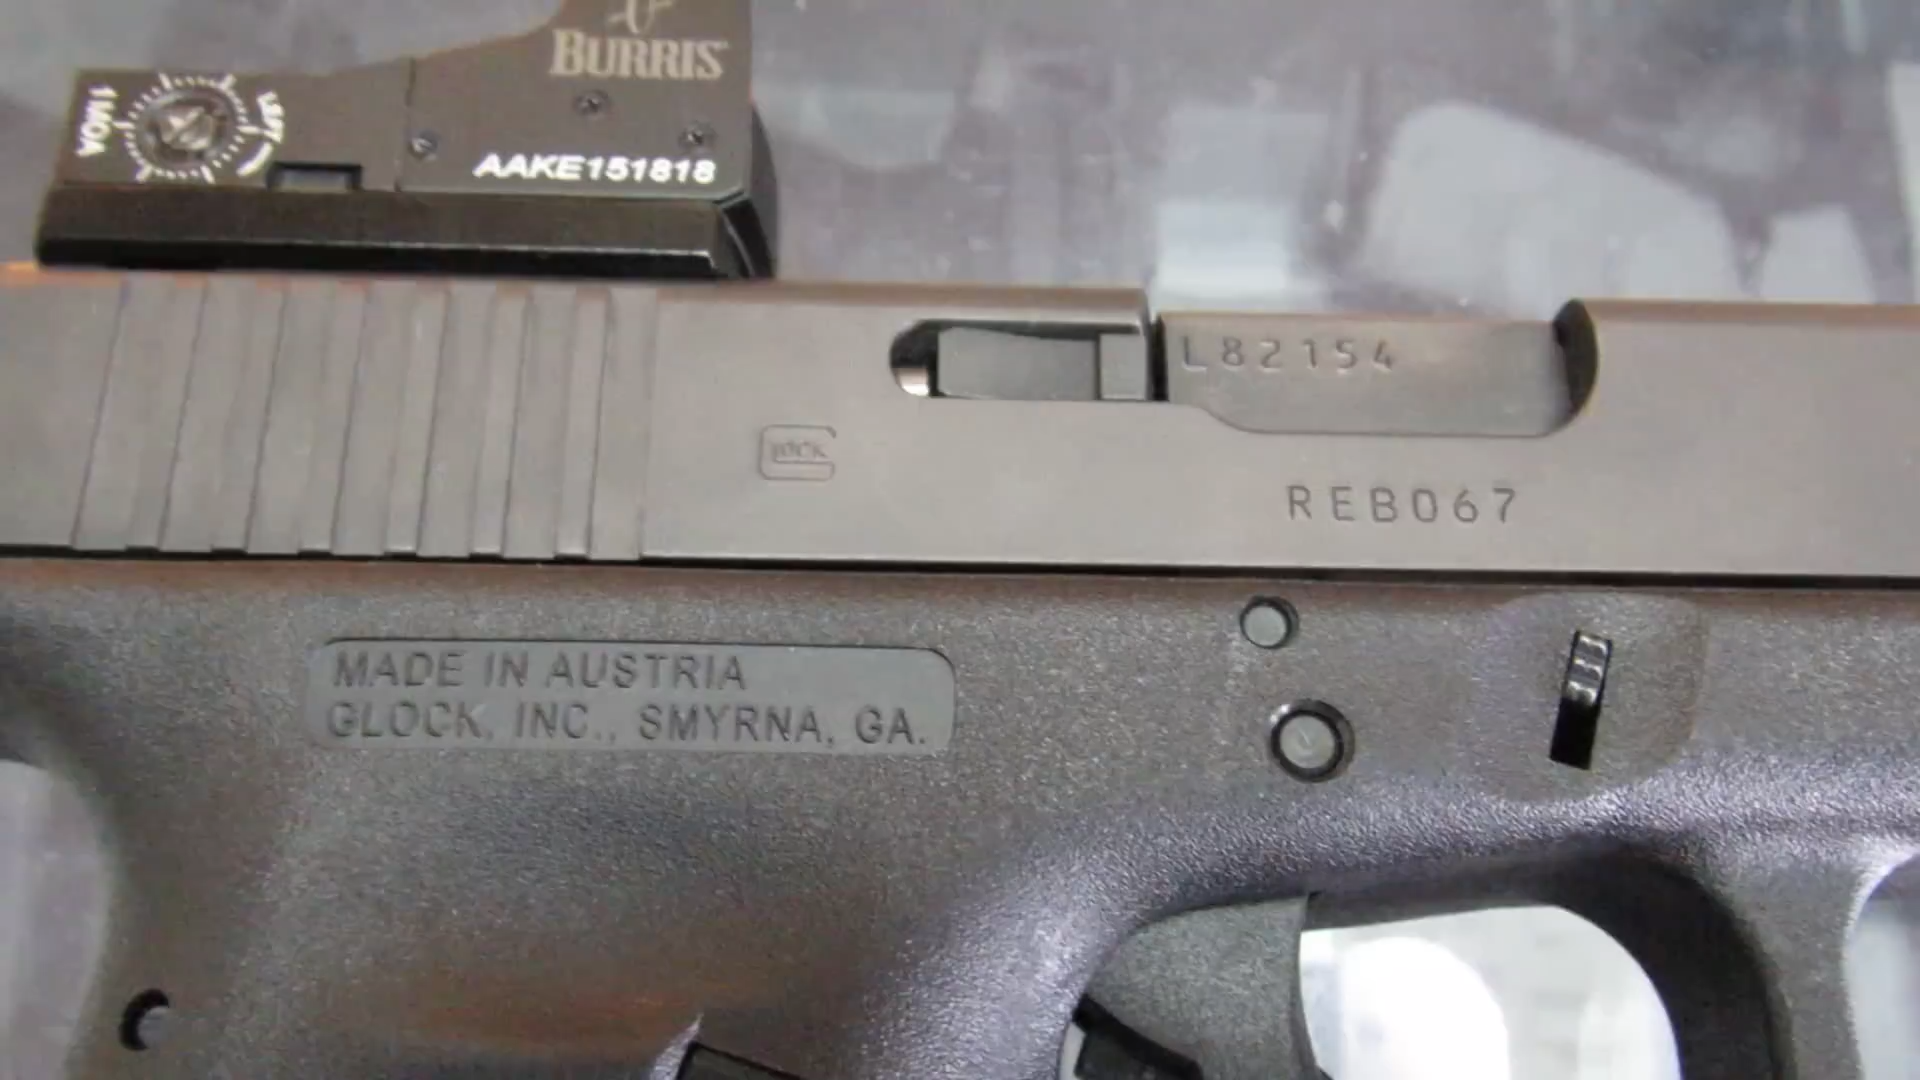 BURRIS
1 MOA
LEFT
AAKE151818
L82154
GLOCK
REB067
MADE IN AUSTRIA
GLOCK, INC., SMYRNA, GA.